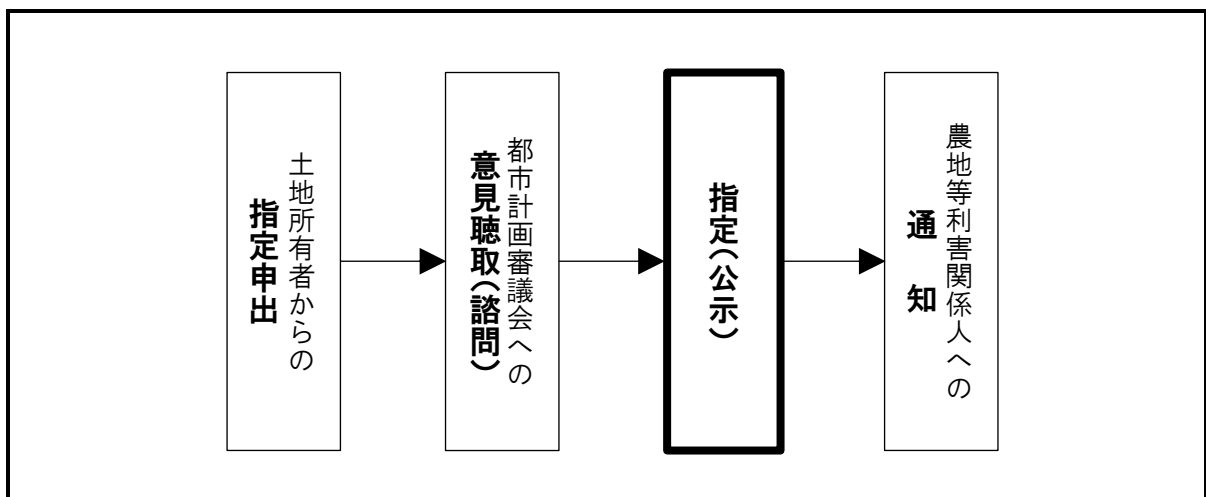 土地所有者からの
指定申出
都市計画審議会への
意見聴取(諮問)
指定(公示)
農地等利害関係人への
通　知